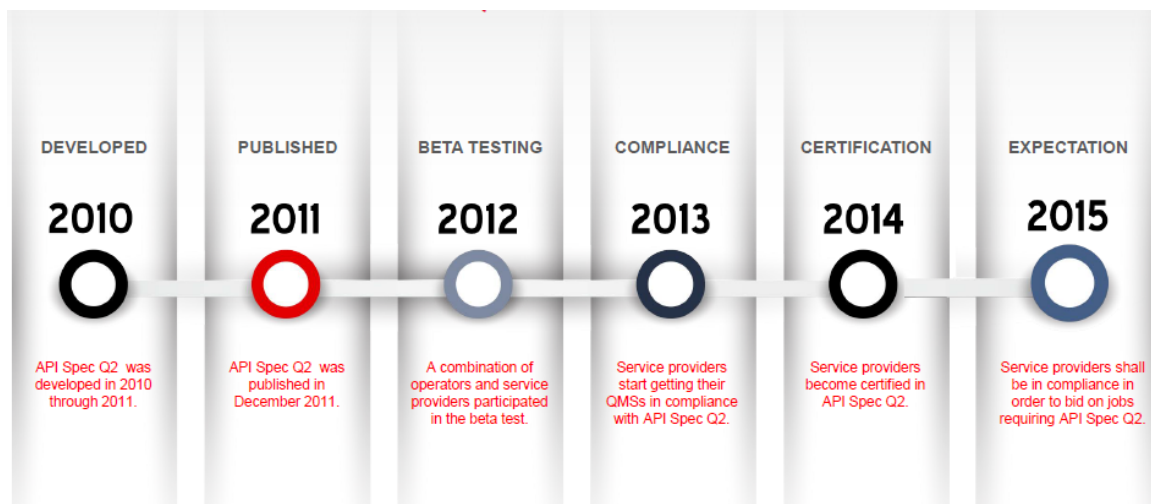 DEVELOPED
2010
API Spec Q2 was
developed in 2010
through 2011.
PUBLISHED
2011
API Spec Q2 was
published in
December 2011.
BETA TESTING
2012
A combination of
operators and service
providers participated
in the beta test.
COMPLIANCE
2013
Service providers
start getting their
QMSs in compliance
with API Spec Q2.
CERTIFICATION
2014
Service providers
become certified in
API Spec Q2.
EXPECTATION
2015
Service providers shall
be in compliance in
order to bid on jobs
requiring API Spec Q2.